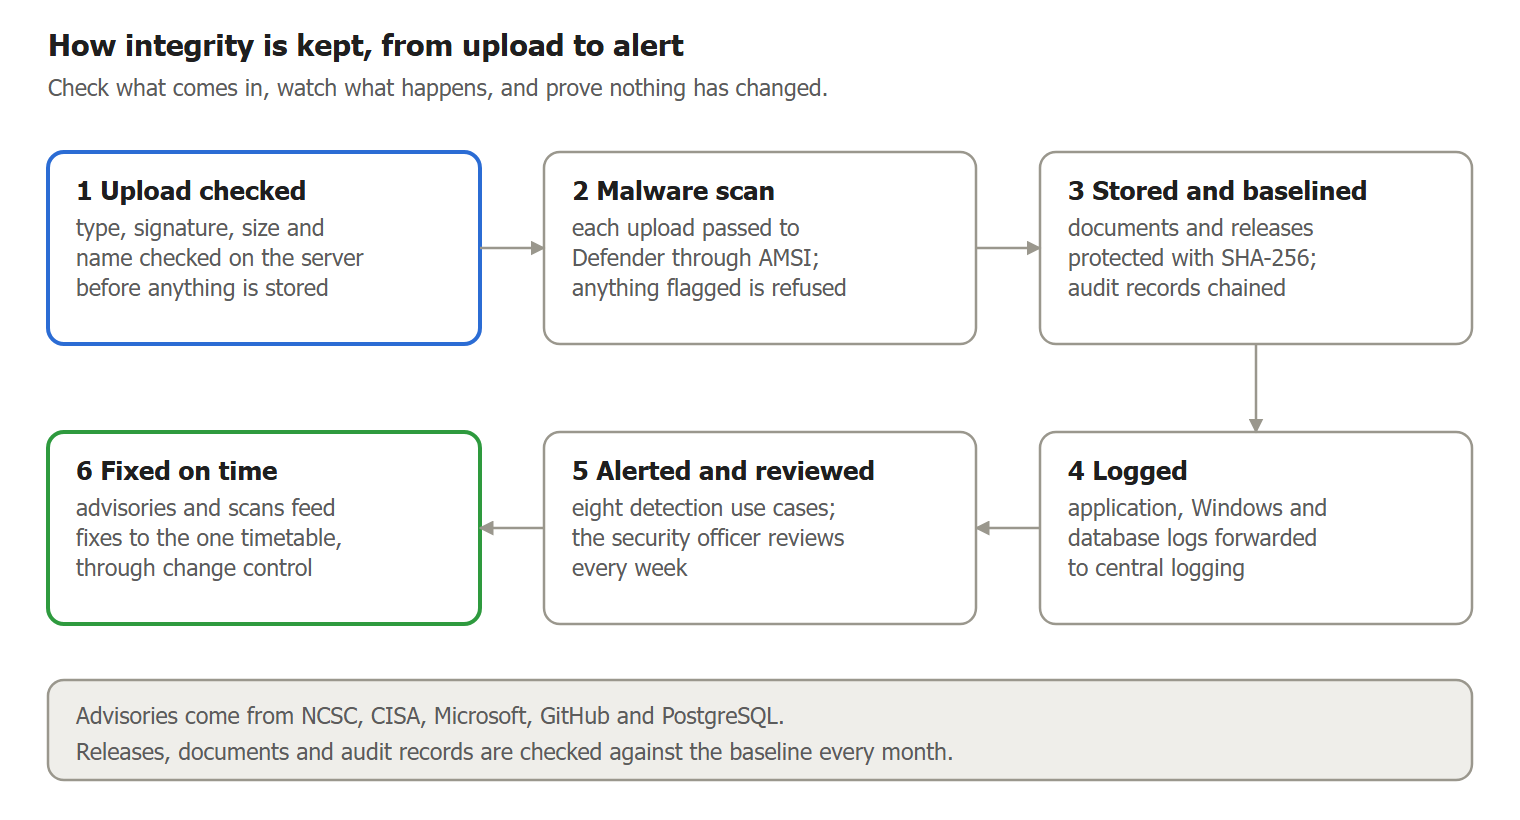 How integrity is kept, from upload to alert
Check what comes in, watch what happens, and prove nothing has changed.
1 Upload checked
type, signature, size and
name checked on the server
before anything is stored
2 Malware scan
each upload passed to
Defender through AMSI;
anything flagged is refused
3 Stored and baselined
documents and releases
protected with SHA-256;
audit records chained
4 Logged
application, Windows and
database logs forwarded
to central logging
5 Alerted and reviewed
eight detection use cases;
the security officer reviews
every week
6 Fixed on time
advisories and scans feed
fixes to the one timetable,
through change control
Advisories come from NCSC, CISA, Microsoft, GitHub and PostgreSQL.
Releases, documents and audit records are checked against the baseline every month.